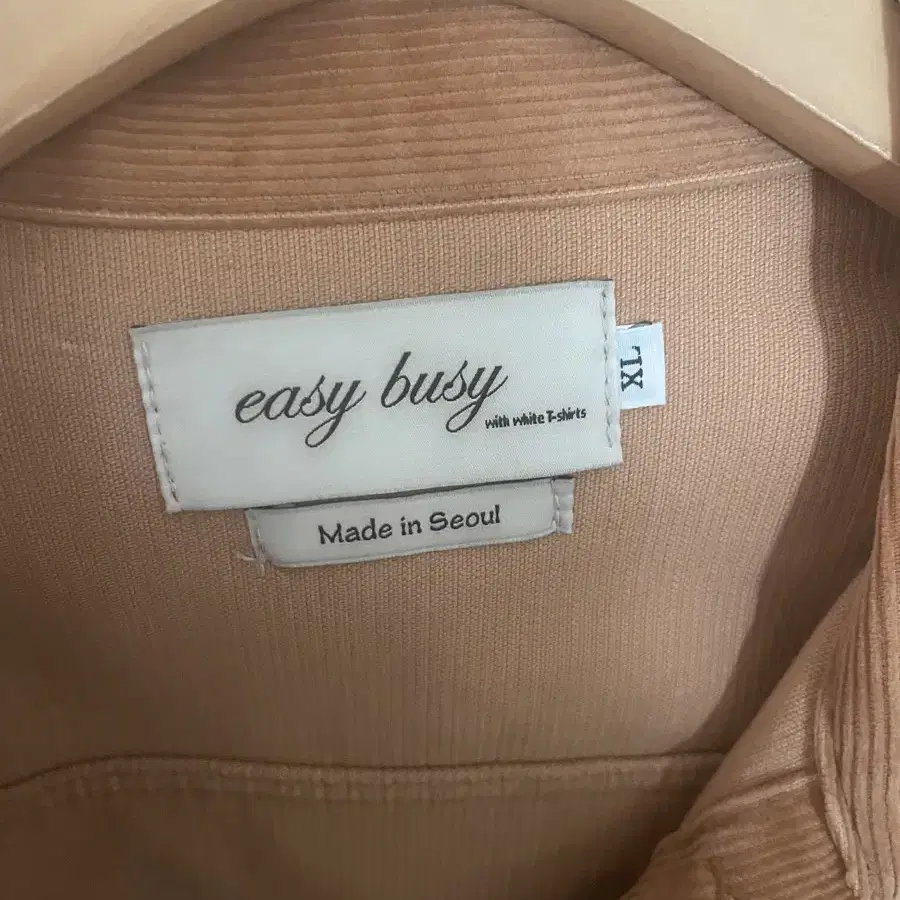 easy busy
with white T-shirts
XL
Made in Seoul